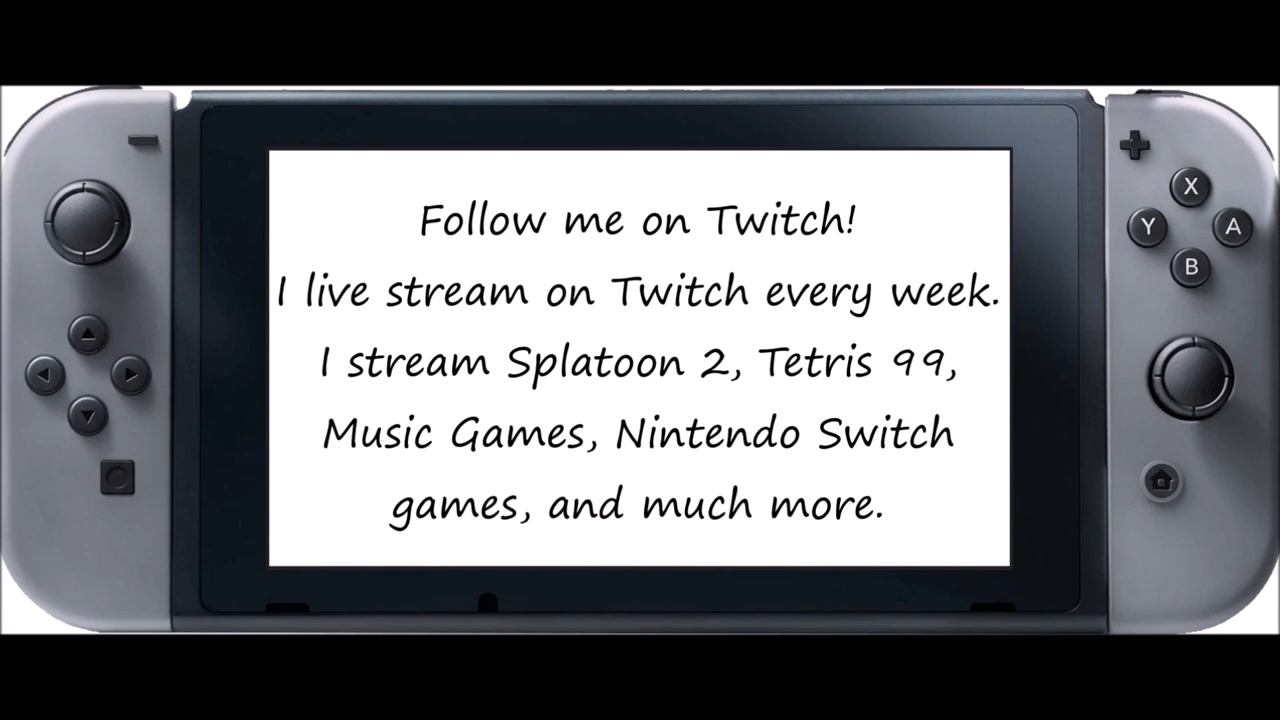 Follow me on Twitch!
I live stream on Twitch every week.
I stream Splatoon 2, Tetris 99,
Music Games, Nintendo Switch
games, and much more.
X
Y A
B